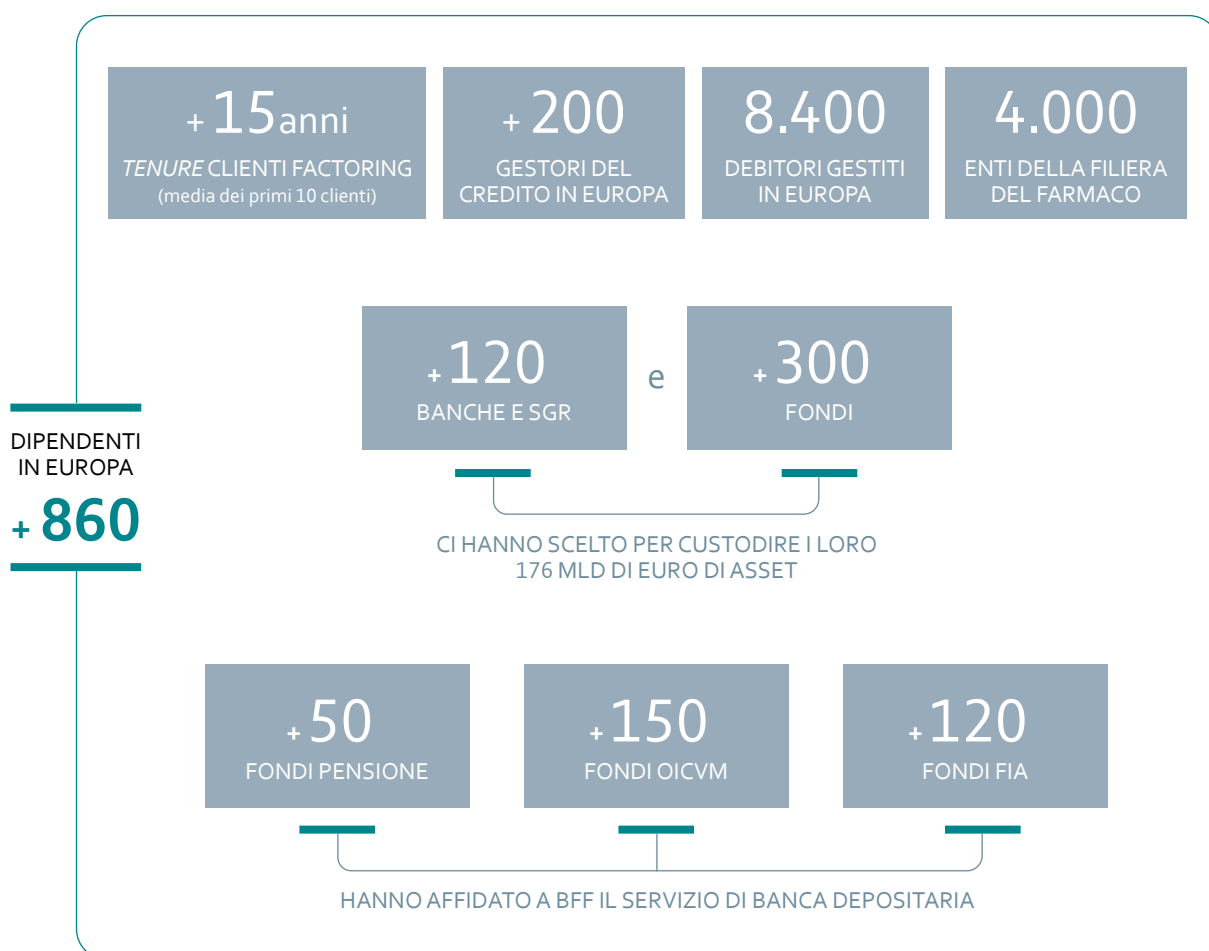 + 15 anni
TENURE CLIENTI FACTORING
(media dei primi 10 clienti)
+ 200
GESTORI DEL
CREDITO IN EUROPA
8.400
DEBITORI GESTITI
IN EUROPA
4.000
ENTI DELLA FILIERA
DEL FARMACO
DIPENDENTI
IN EUROPA
+ 860
+ 120
BANCHE E SGR
e
+ 300
FONDI
CI HANNO SCELTO PER CUSTODIRE I LORO
176 MLD DI EURO DI ASSET
+ 50
FONDI PENSIONE
+ 150
FONDI OICVM
+ 120
FONDI FIA
HANNO AFFIDATO A BFF IL SERVIZIO DI BANCA DEPOSITARIA